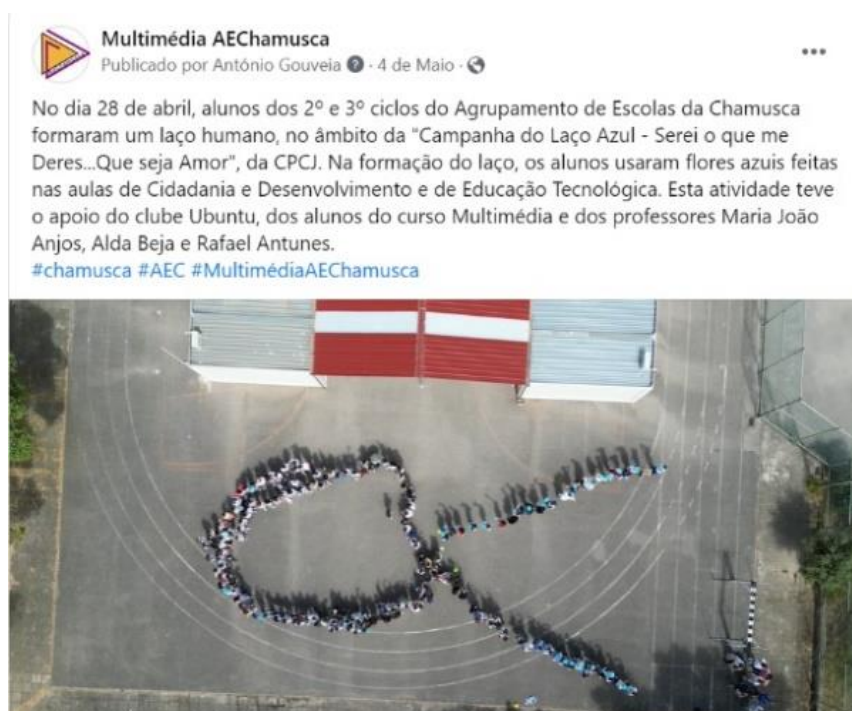 Multimédia AEChamusca
Publicado por António Gouveia · 4 de Maio ·
No dia 28 de abril, alunos dos 2º e 3º ciclos do Agrupamento de Escolas da Chamusca
formaram um laço humano, no âmbito da "Campanha do Laço Azul - Serei o que me
Deres...Que seja Amor", da CPCJ. Na formação do laço, os alunos usaram flores azuis feitas
nas aulas de Cidadania e Desenvolvimento e de Educação Tecnológica. Esta atividade teve
o apoio do clube Ubuntu, dos alunos do curso Multimédia e dos professores Maria João
Anjos, Alda Beja e Rafael Antunes.
#chamusca #AEC #MultimédiaAEChamusca